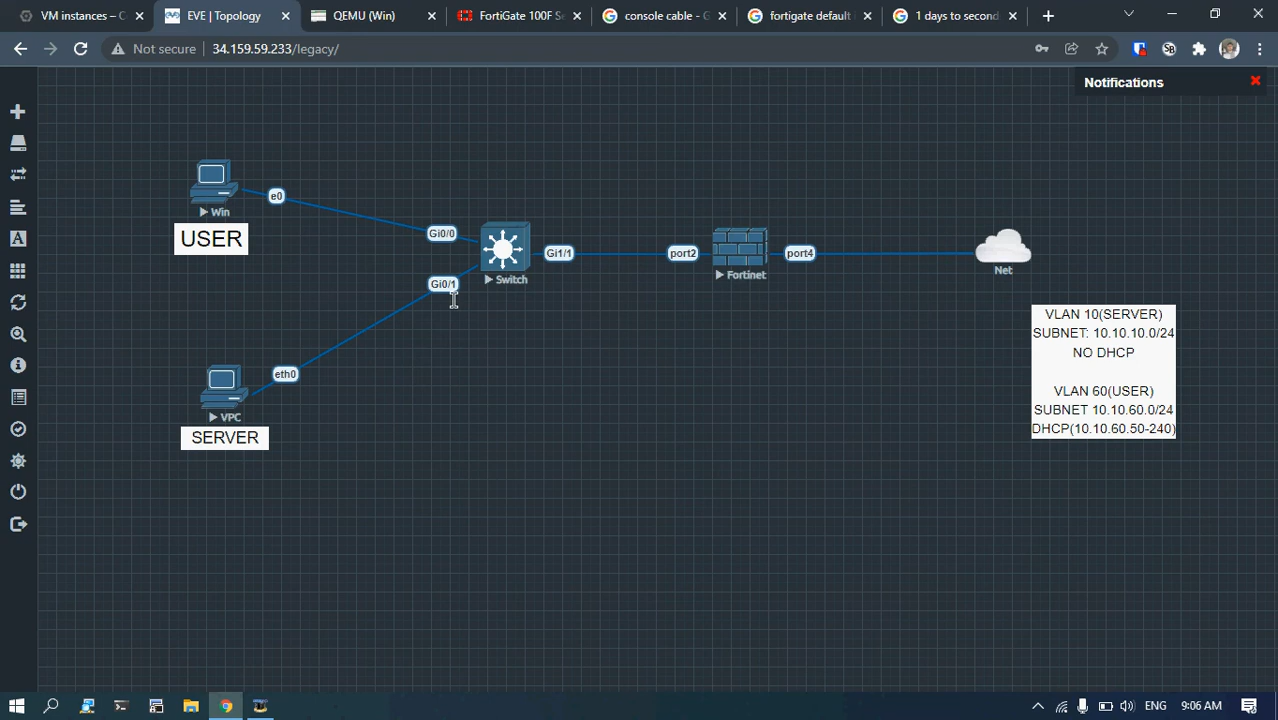 VM instances – C
EVE | Topology
QEMU (Win)
FortiGate 100F Se
console cable - G
fortigate default
1 days to second
Not secure
34.159.59.233/legacy/
Notifications
Win
USER
e0
Gi0/0
Gi0/1
Switch
Gi1/1
port2
Fortinet
port4
Net
eth0
VPC
SERVER
VLAN 10(SERVER)
SUBNET: 10.10.10.0/24
NO DHCP
VLAN 60(USER)
SUBNET 10.10.60.0/24
DHCP(10.10.60.50-240)
ENG
9:06 AM